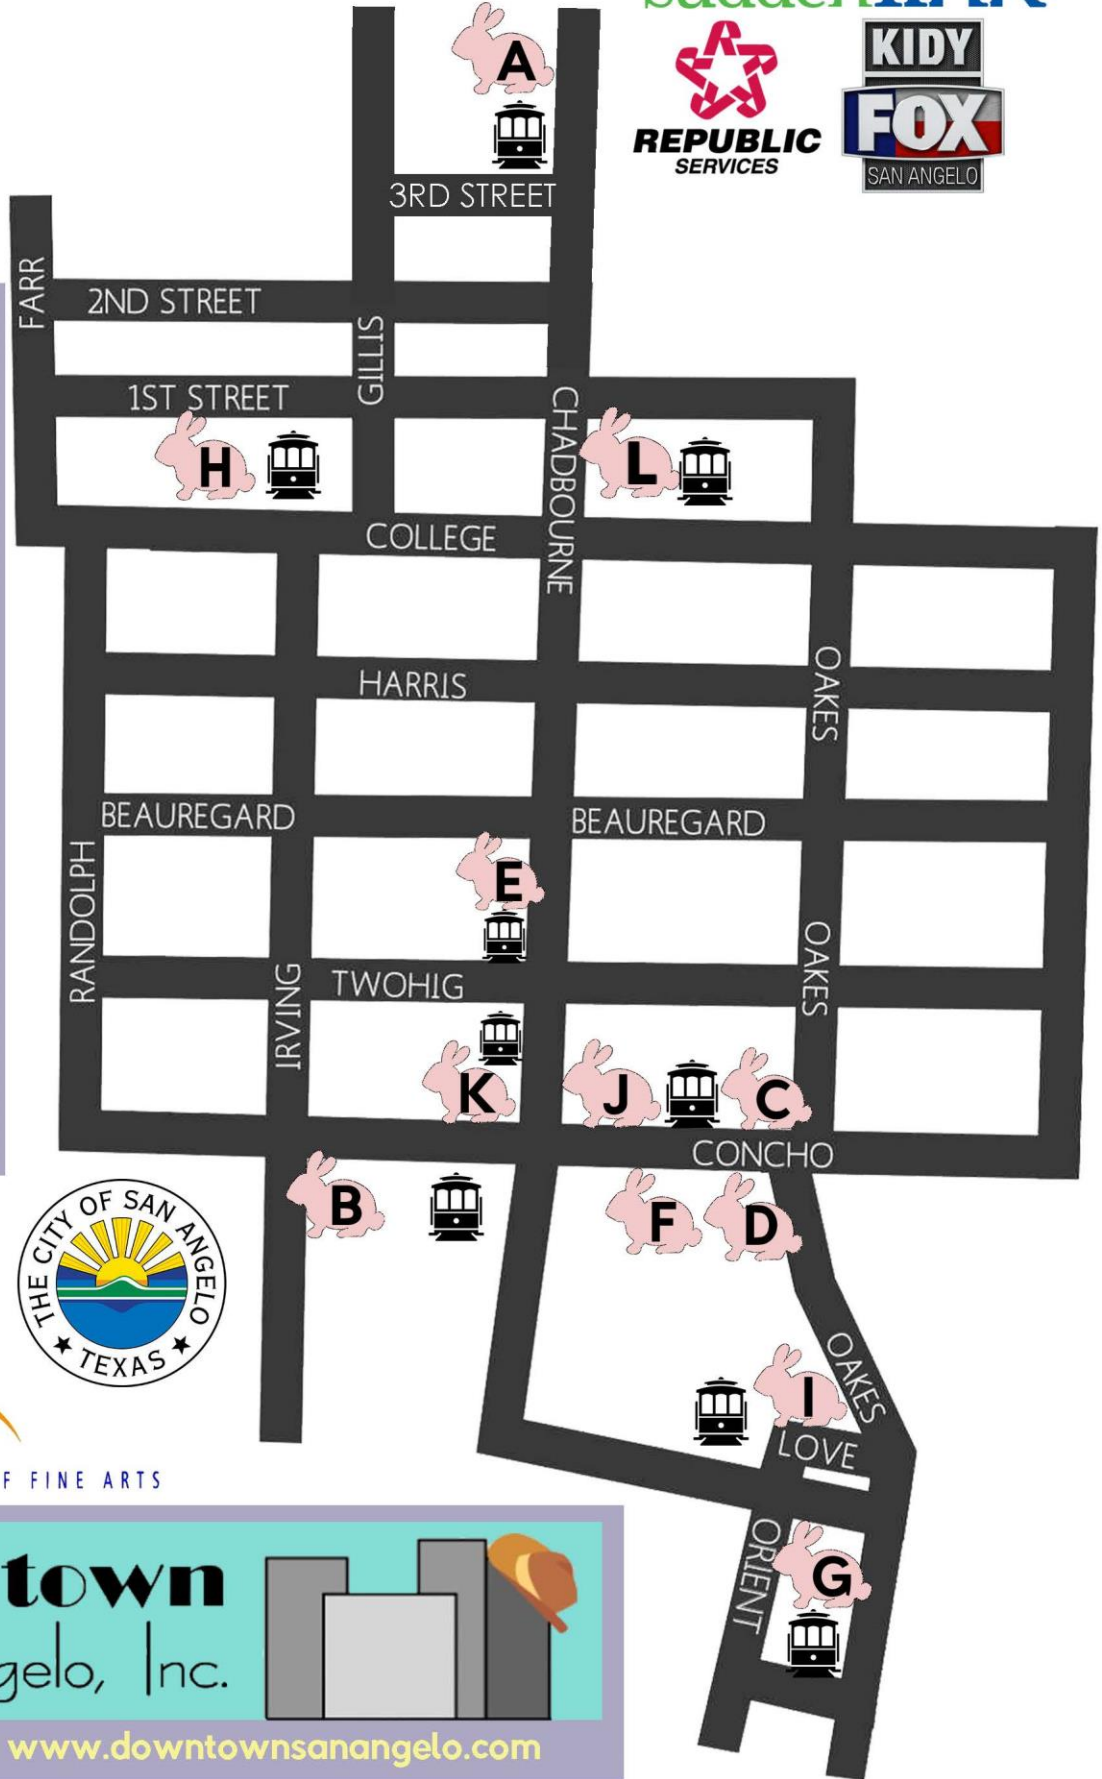 A
REPUBLIC
SERVICES
KIDY
FOX
SAN ANGELO
3RD STREET
FARR
2ND STREET
GILLIS
1ST STREET
CHADBOURNE
H
L
COLLEGE
HARRIS
OAKES
BEAUREGARD
BEAUREGARD
RANDOLPH
E
OAKES
IRVING
TWOHIG
K
J
C
CONCHO
B
F
D
THE CITY OF SAN ANGELO
TEXAS
OAKES
I
LOVE
F FINE ARTS
ORIENT
G
town
gelo, Inc.
www.downtownsanangelo.com